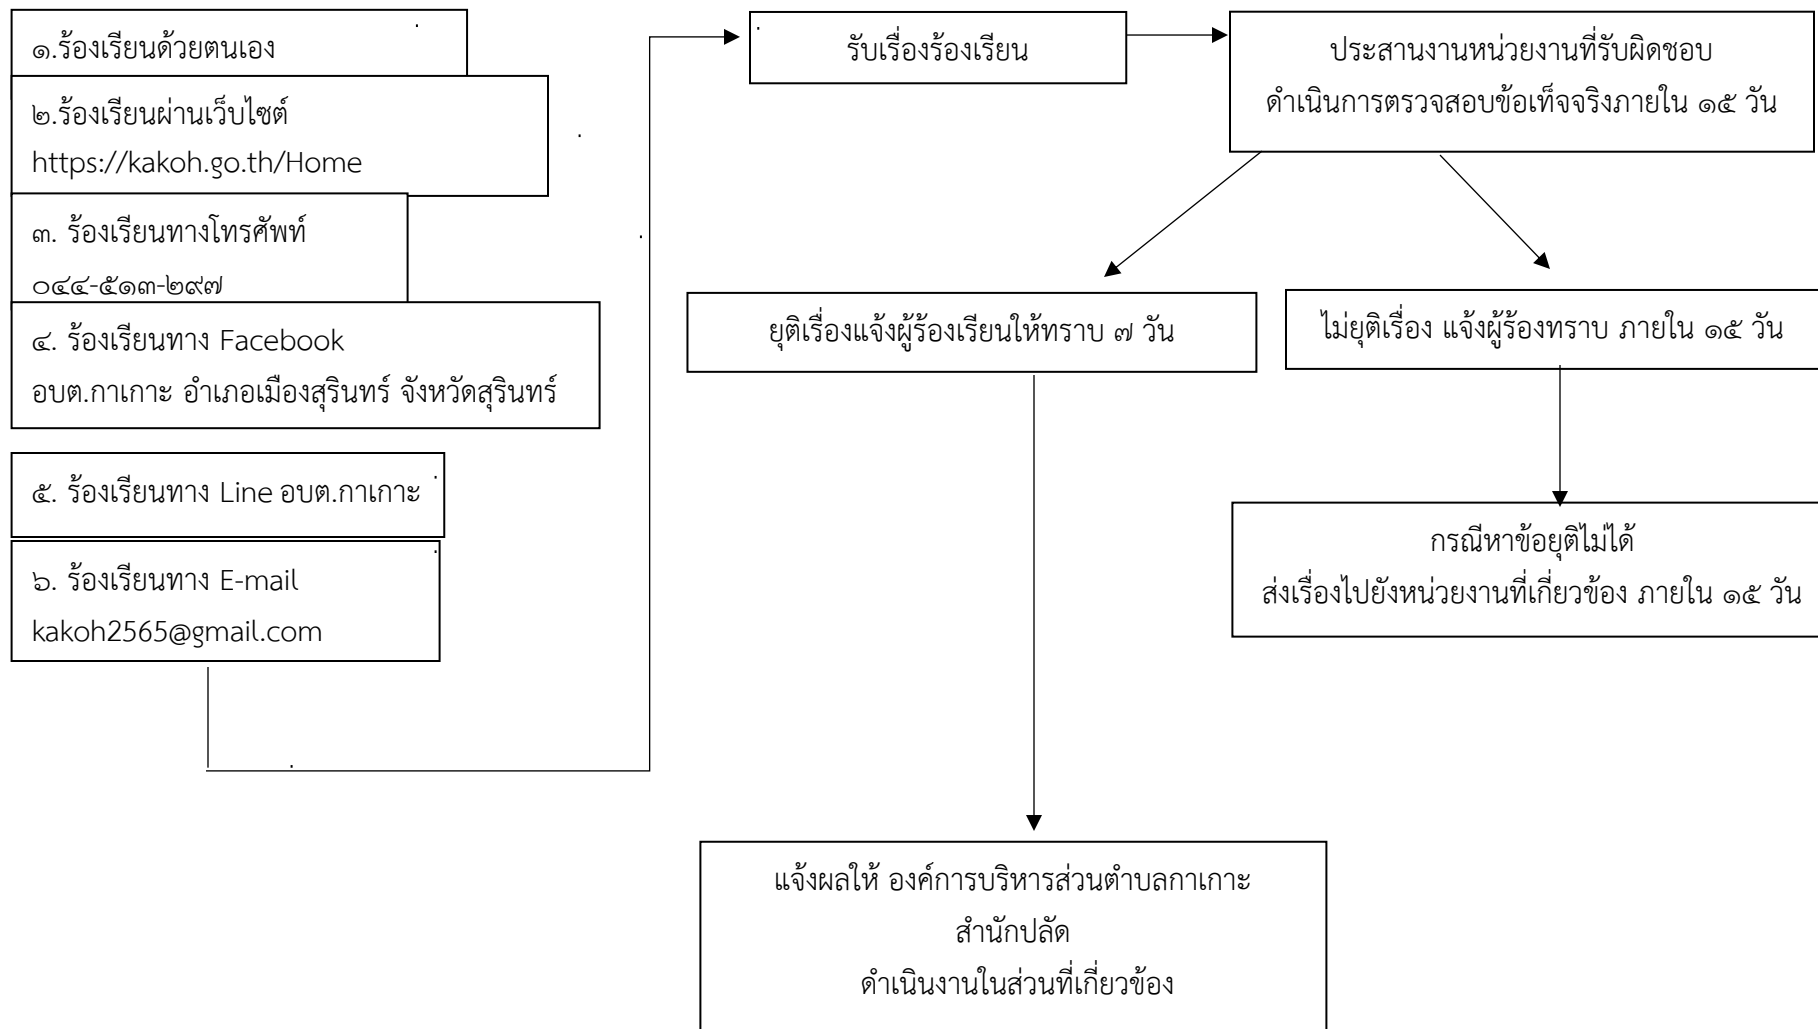 ๑.ร้องเรียนด้วยตนเอง
๒.ร้องเรียนผ่านเว็บไซต์
https://kakoh.go.th/Home
๓. ร้องเรียนทางโทรศัพท์
๐๔๔-๕๑๓-๒๙๗
๔. ร้องเรียนทาง Facebook
อบต.กาเกาะ อำเภอเมืองสุรินทร์ จังหวัดสุรินทร์
๕. ร้องเรียนทาง Line อบต.กาเกาะ
๖. ร้องเรียนทาง E-mail
kakoh2565@gmail.com
รับเรื่องร้องเรียน
ประสานงานหน่วยงานที่รับผิดชอบ
ดำเนินการตรวจสอบข้อเท็จจริงภายใน ๑๕ วัน
ยุติเรื่องแจ้งผู้ร้องเรียนให้ทราบ ๗ วัน
ไม่ยุติเรื่อง แจ้งผู้ร้องทราบ ภายใน ๑๕ วัน
กรณีหาข้อยุติไม่ได้
ส่งเรื่องไปยังหน่วยงานที่เกี่ยวข้อง ภายใน ๑๕ วัน
แจ้งผลให้ องค์การบริหารส่วนตำบลกาเกาะ
สำนักปลัด
ดำเนินงานในส่วนที่เกี่ยวข้อง